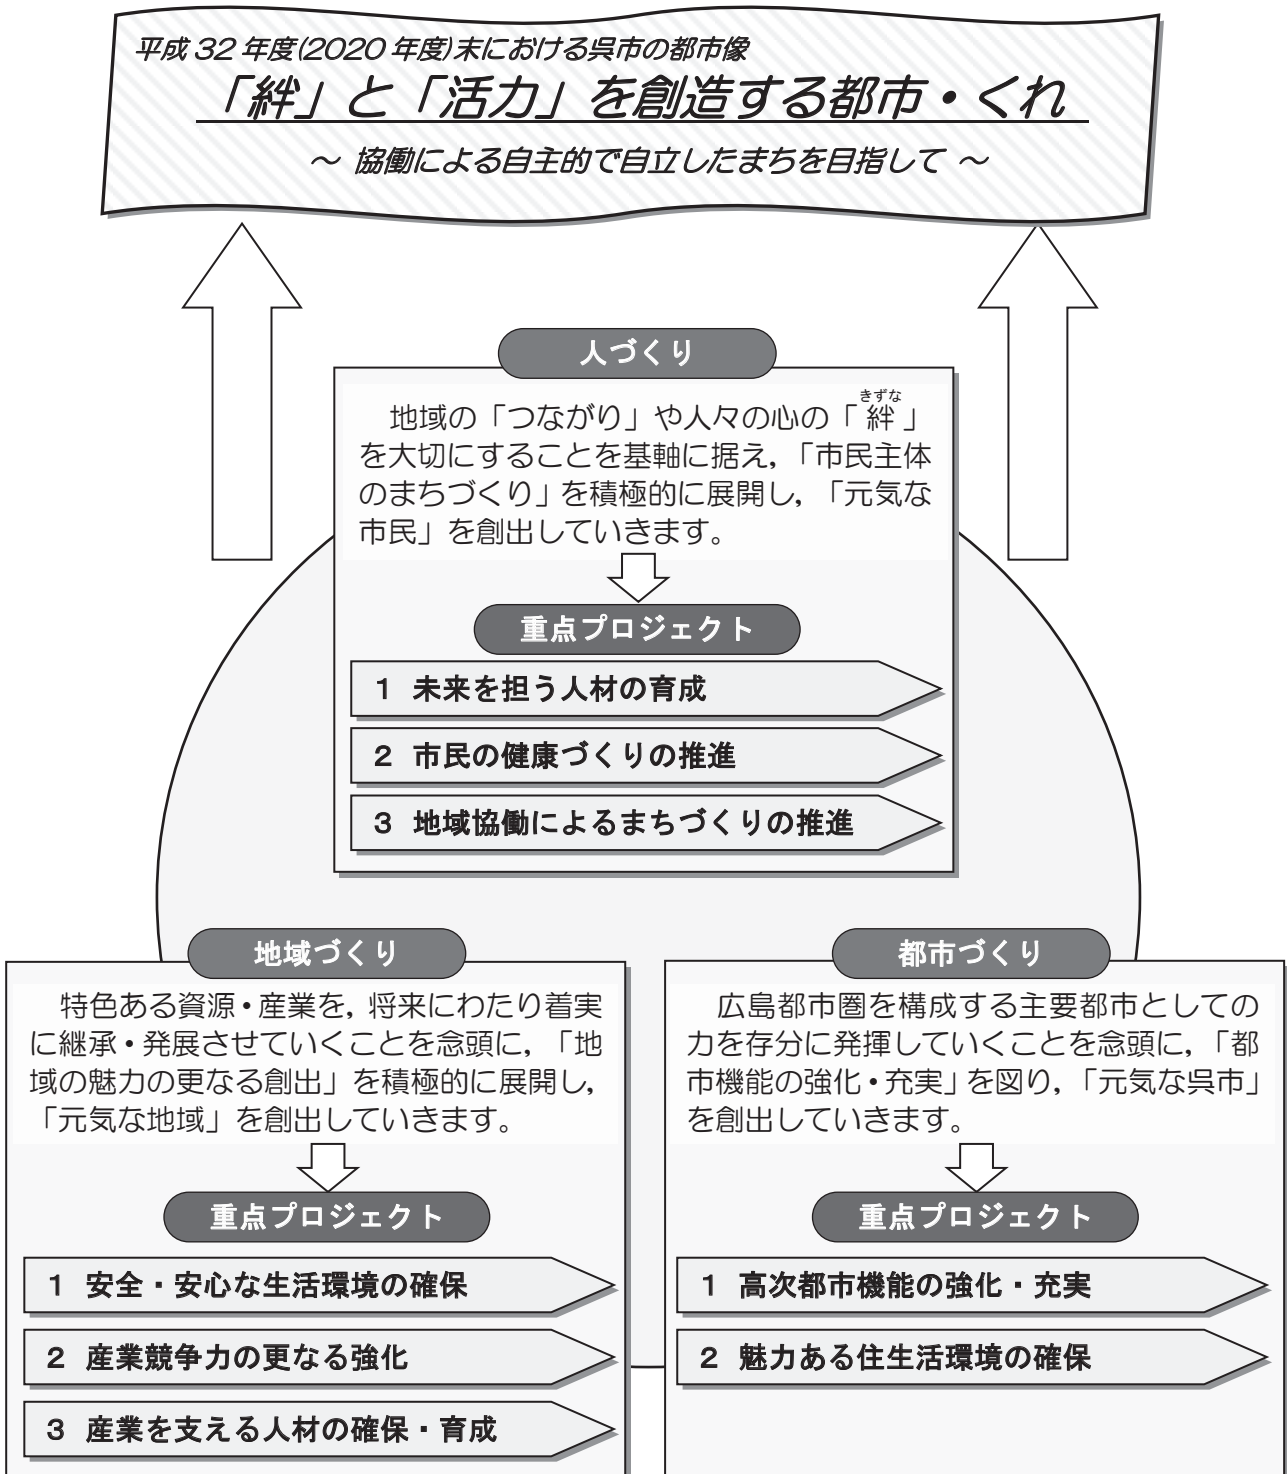 平成 32 年度(2020 年度)末における呉市の都市像
「絆」と「活力」を創造する都市・くれ
～ 協働による自主的で自立したまちを目指して ～
人づくり
きずな
地域の「つながり」や人々の心の「絆」
を大切にすることを基軸に据え,「市民主体
のまちづくり」を積極的に展開し,「元気な
市民」を創出していきます。
重点プロジェクト
1 未来を担う人材の育成
2 市民の健康づくりの推進
3 地域協働によるまちづくりの推進
地域づくり
特色ある資源・産業を,将来にわたり着実
に継承・発展させていくことを念頭に,「地
域の魅力の更なる創出」を積極的に展開し,
「元気な地域」を創出していきます。
重点プロジェクト
1 安全・安心な生活環境の確保
2 産業競争力の更なる強化
3 産業を支える人材の確保・育成
都市づくり
広島都市圏を構成する主要都市としての
力を存分に発揮していくことを念頭に,「都
市機能の強化・充実」を図り,「元気な呉市」
を創出していきます。
重点プロジェクト
1 高次都市機能の強化・充実
2 魅力ある住生活環境の確保